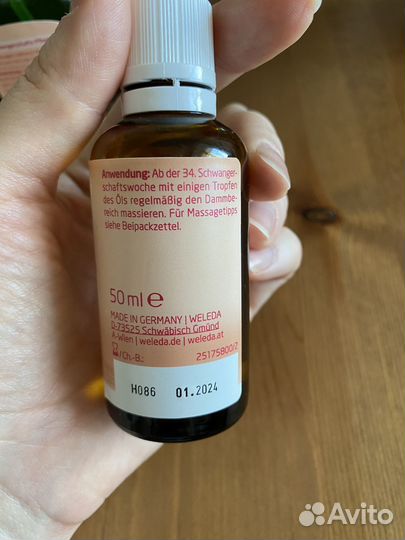 Anwendung: Ab der 34. Schwanger-
schaftswoche mit einigen Tropfen
des Öls regelmäßig den Dammbe-
reich massieren. Für Massagetipps
siehe Beipackzettel.
50 ml e
MADE IN GERMANY | WELEDA
D-73525 Schwäbisch Gmünd
A-Wien | weleda.de | weleda.at
/Ch.-B.: 25175800/2
H086 01.2024
Avito